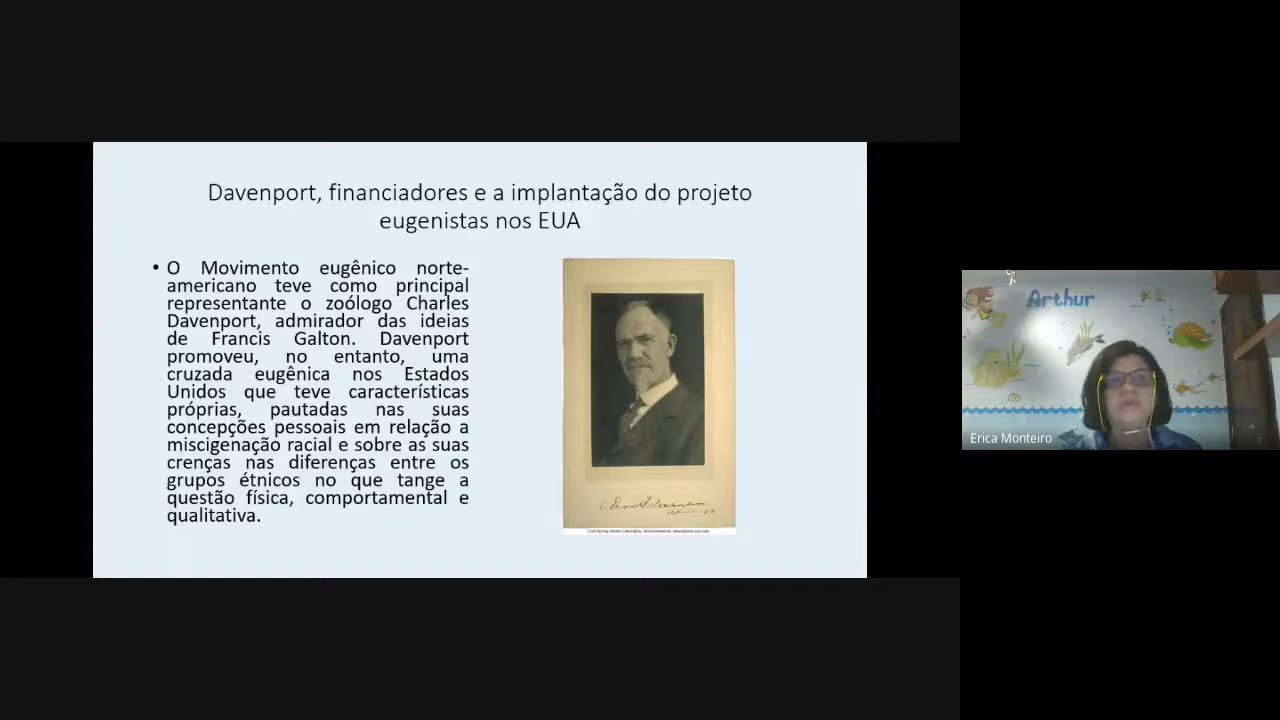 Davenport, financiadores e a implantação do projeto
eugenistas nos EUA
• O Movimento eugênico norte-
americano teve como principal
representante o zoólogo Charles
Davenport, admirador das ideias
de Francis Galton. Davenport
promoveu, no entanto, uma
cruzada eugênica nos Estados
Unidos que teve características
próprias, pautadas nas suas
concepções pessoais em relação a
miscigenação racial e sobre as suas
crenças nas diferenças entre os
grupos étnicos no que tange a
questão física, comportamental e
qualitativa.
Arthur
Erica Monteiro